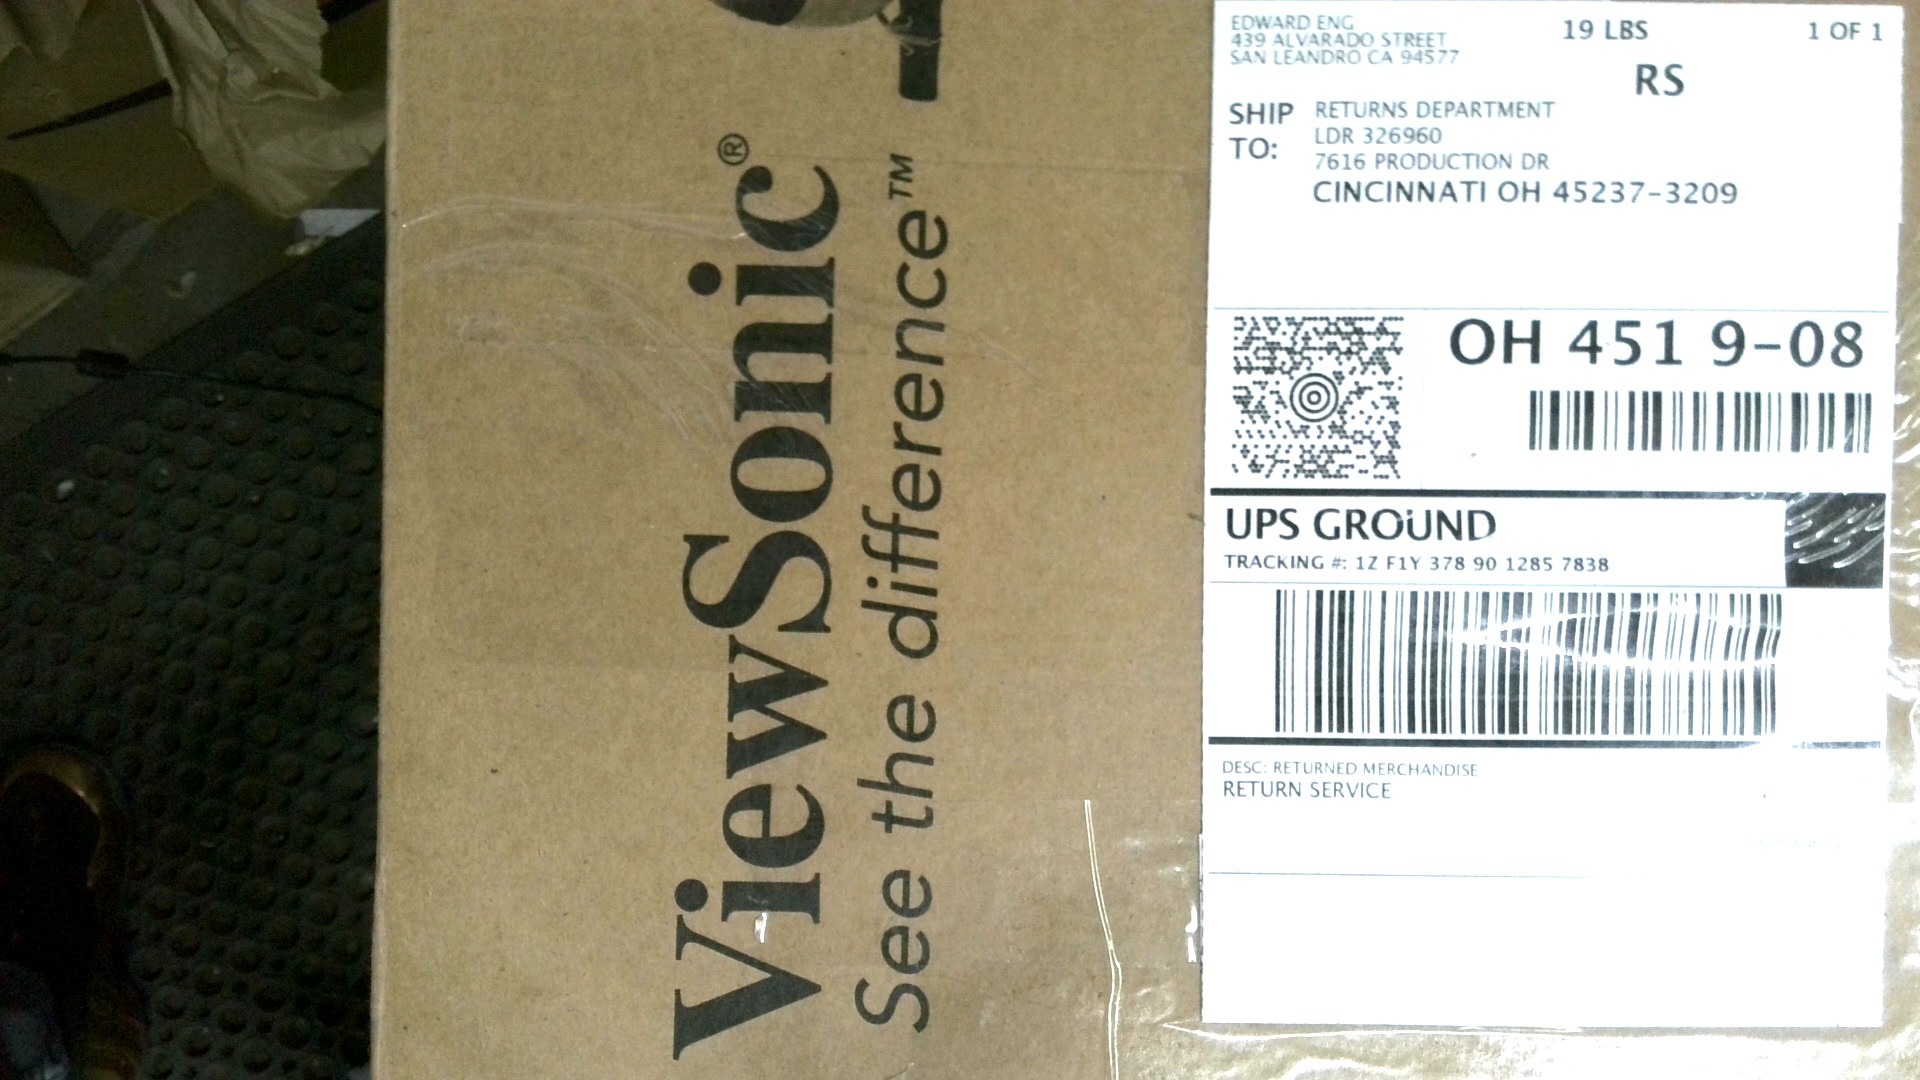 ViewSonic®
See the difference™
EDWARD ENG
439 ALVARADO STREET
SAN LEANDRO CA 94577
19 LBS
1 OF 1
RS
SHIP TO:
RETURNS DEPARTMENT
LDR 326960
7616 PRODUCTION DR
CINCINNATI OH 45237-3209
OH 451 9-08
UPS GROUND
TRACKING #: 1Z F1Y 378 90 1285 7838
DESC: RETURNED MERCHANDISE
RETURN SERVICE